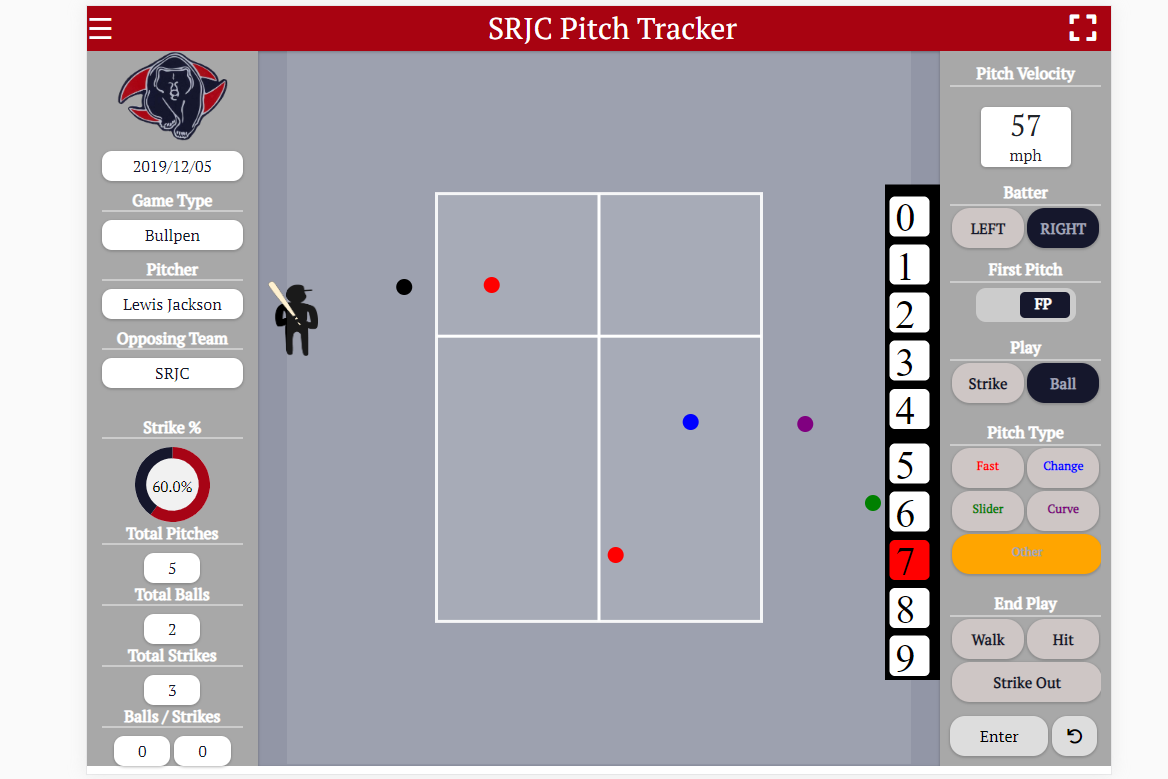 SRJC Pitch Tracker
2019/12/05
Game Type
Bullpen
Pitcher
Lewis Jackson
Opposing Team
SRJC
Strike %
60.0%
Total Pitches
5
Total Balls
2
Total Strikes
3
Balls / Strikes
0 0
0
1
2
3
4
5
6
7
8
9
Pitch Velocity
57
mph
Batter
LEFT RIGHT
First Pitch
FP
Play
Strike Ball
Pitch Type
Fast Change
Slider Curve
Other
End Play
Walk Hit
Strike Out
Enter